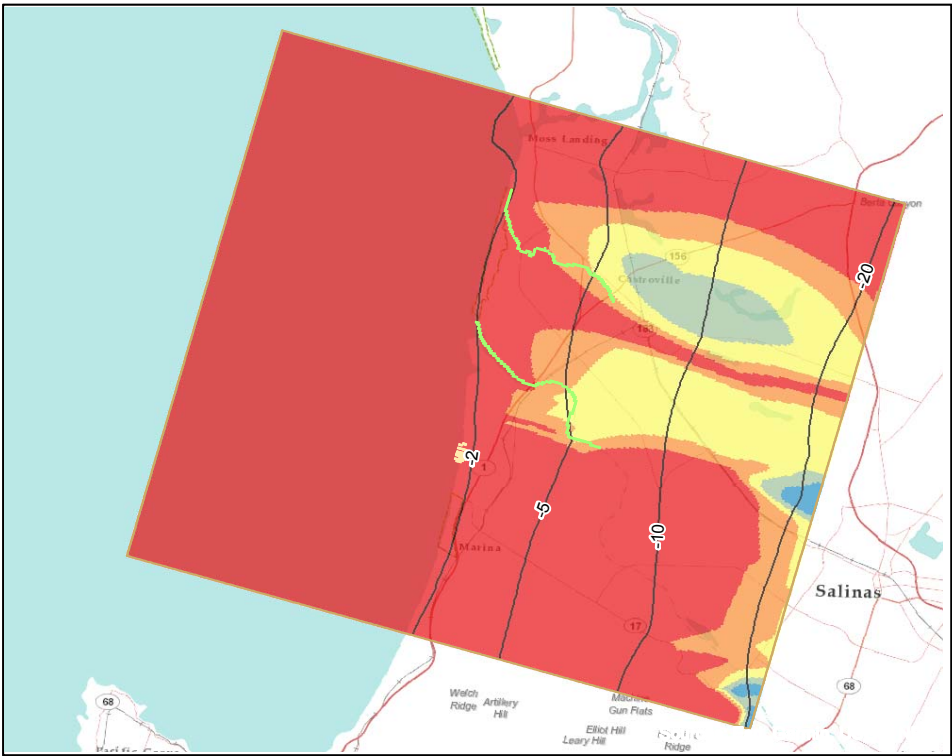 Moss Landing
156
Castroville
-20
183
-2
1
-5
-10
Marina
Salinas
17
68
68
Welch
Ridge
Artillery
Hill
Machine
Gun Flats
Elliot Hill
Leary Hill
Ridge